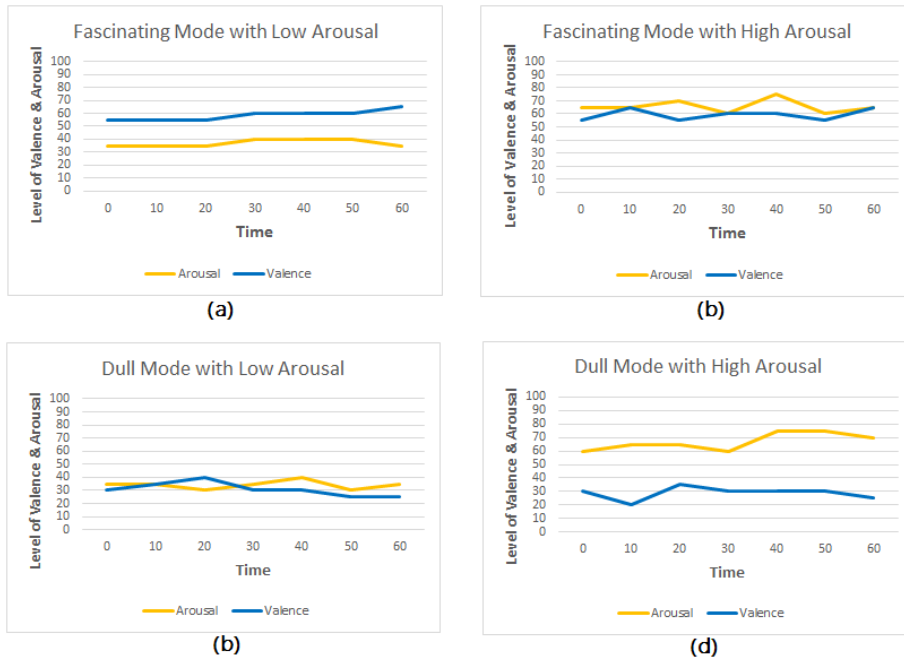 Fascinating Mode with Low Arousal
Level of Valence & Arousal
100
90
80
70
60
50
40
30
20
10
0
0 10 20 30 40 50 60
Time
Arousal Valence
(a)
Fascinating Mode with High Arousal
Level of Valence & Arousal
100
90
80
70
60
50
40
30
20
10
0
0 10 20 30 40 50 60
Time
Arousal Valence
(b)
Dull Mode with Low Arousal
Level of Valence & Arousal
100
90
80
70
60
50
40
30
20
10
0
0 10 20 30 40 50 60
Time
Arousal Valence
(b)
Dull Mode with High Arousal
Level of Valence & Arousal
100
90
80
70
60
50
40
30
20
10
0
0 10 20 30 40 50 60
Time
Arousal Valence
(d)